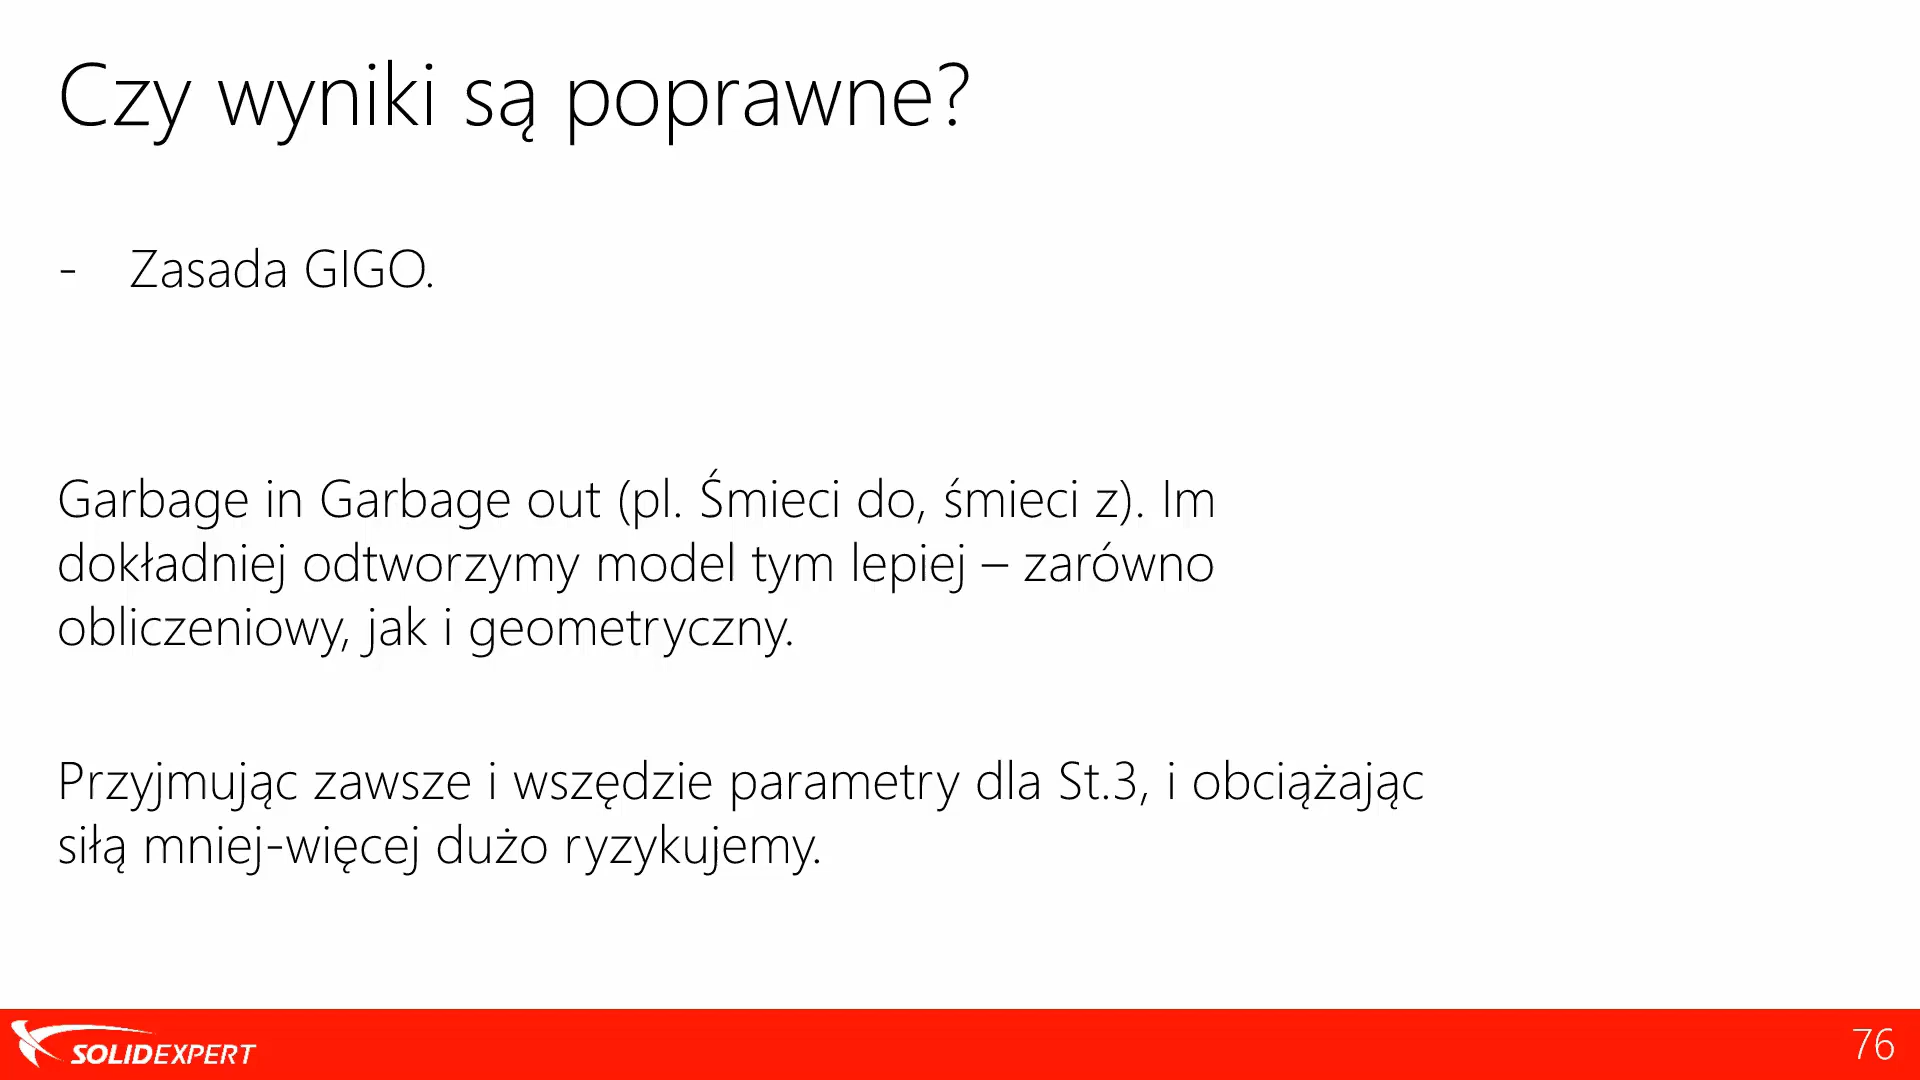 Czy wyniki są poprawne?
- Zasada GIGO.
Garbage in Garbage out (pl. Śmieci do, śmieci z). Im
dokładniej odtworzymy model tym lepiej – zarówno
obliczeniowy, jak i geometryczny.
Przyjmując zawsze i wszędzie parametry dla St.3, i obciążając
siłą mniej-więcej dużo ryzykujemy.
SOLIDEXPERT
76